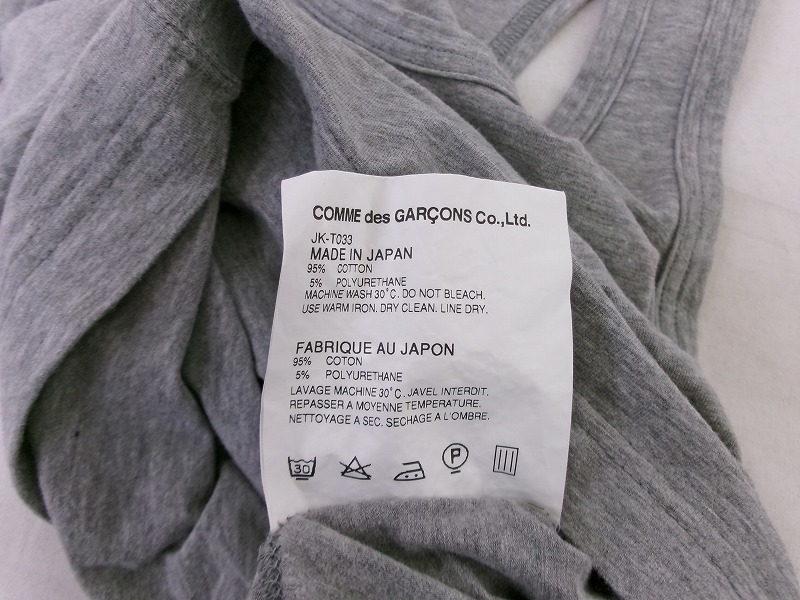 COMME des GARÇONS Co.,Ltd.
JK-T033
MADE IN JAPAN
95% COTTON
5% POLYURETHANE
MACHINE WASH 30°C. DO NOT BLEACH.
USE WARM IRON. DRY CLEAN. LINE DRY.
FABRIQUE AU JAPON
95% COTON
5% POLYURETHANE
LAVAGE MACHINE 30°C. JAVEL INTERDIT.
REPASSER A MOYENNE TEMPERATURE.
NETTOYAGE A SEC. SECHAGE A L'OMBRE.
30 P